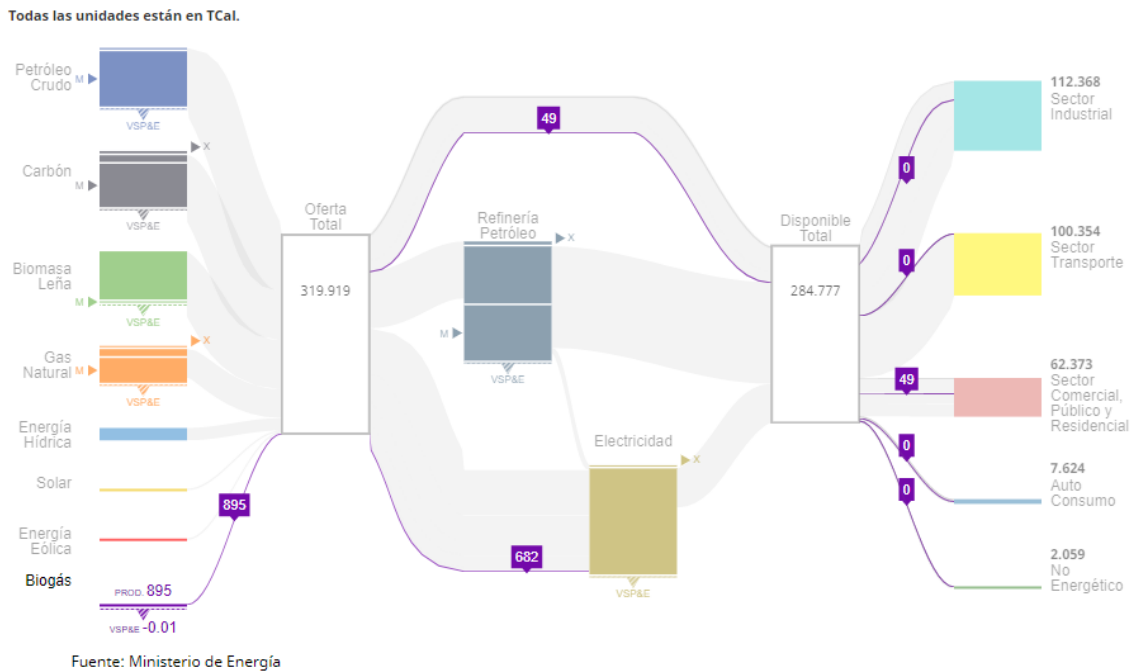 Todas las unidades están en TCal.
Petróleo
Crudo
M
VSP&E
X
Carbón
M
VSP&E
Biomasa
Leña
M
VSP&E
X
Gas
Natural
M
VSP&E
Energía
Hídrica
Solar
Energía
Eólica
895
Biogás
PROD. 895
VSP&E -0.01
Oferta
Total
319.919
49
Refinería
Petróleo
X
M
VSP&E
Electricidad
X
682
VSP&E
Disponible
Total
284.777
0
0
49
0
0
112.368
Sector
Industrial
100.354
Sector
Transporte
62.373
Sector
Comercial,
Público y
Residencial
7.624
Auto
Consumo
2.059
No
Energético
Fuente: Ministerio de Energía